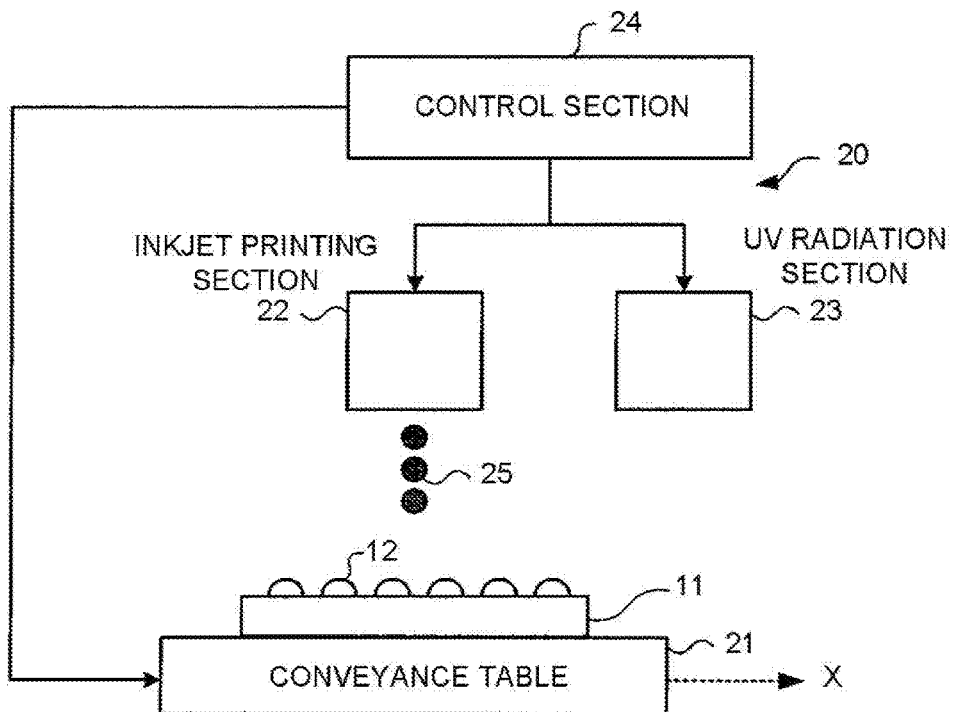 24
CONTROL SECTION
20
INKJET PRINTING
SECTION
UV RADIATION
SECTION
22
23
25
12
11
21
CONVEYANCE TABLE
X